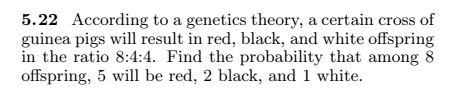 5.22 According to a genetics theory, a certain cross of
guinea pigs will result in red, black, and white offspring
in the ratio 8:4:4. Find the probability that among 8
offspring, 5 will be red, 2 black, and 1 white.